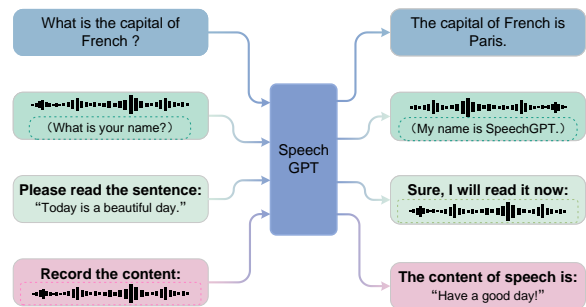 What is the capital of
French ?
The capital of French is
Paris.
（What is your name?）
（My name is SpeechGPT.）
Speech
GPT
Please read the sentence:
“Today is a beautiful day.”
Sure, I will read it now:
Record the content:
The content of speech is:
“Have a good day!”